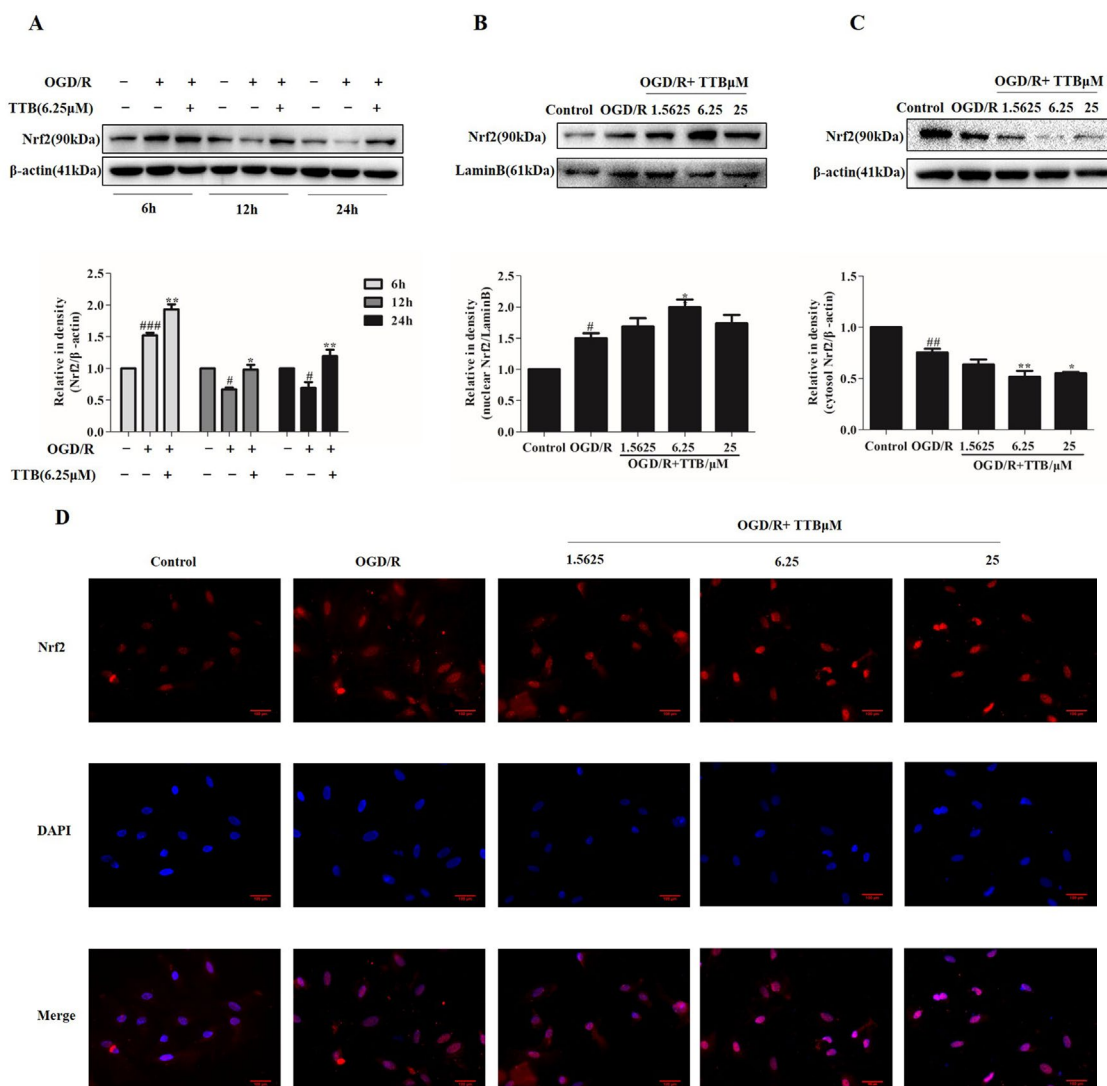 A
OGD/R − + + − + + − + +
TTB(6.25μM) − − + − − + − − +
Nrf2(90kDa)
β-actin(41kDa)
6h 12h 24h
Relative in density
(Nrf2/β -actin)
2.5
2.0
1.5
1.0
0.5
0.0
### ** # * # **
6h
12h
24h
OGD/R − + + − + + − + +
TTB(6.25μM) − − + − − + − − +
B
OGD/R+ TTBμM
Control OGD/R 1.5625 6.25 25
Nrf2(90kDa)
LaminB(61kDa)
Relative in density
(nuclear Nrf2/LaminB)
2.5
2.0
1.5
1.0
0.5
0.0
# *
Control OGD/R 1.5625 6.25 25
OGD/R+TTB/μM
C
OGD/R+ TTBμM
Control OGD/R 1.5625 6.25 25
Nrf2(90kDa)
β-actin(41kDa)
Relative in density
(cytosol Nrf2/β -actin)
1.5
1.0
0.5
0.0
## ** *
Control OGD/R 1.5625 6.25 25
OGD/R+TTB/μM
D
OGD/R+ TTBμM
Control OGD/R 1.5625 6.25 25
Nrf2
DAPI
Merge